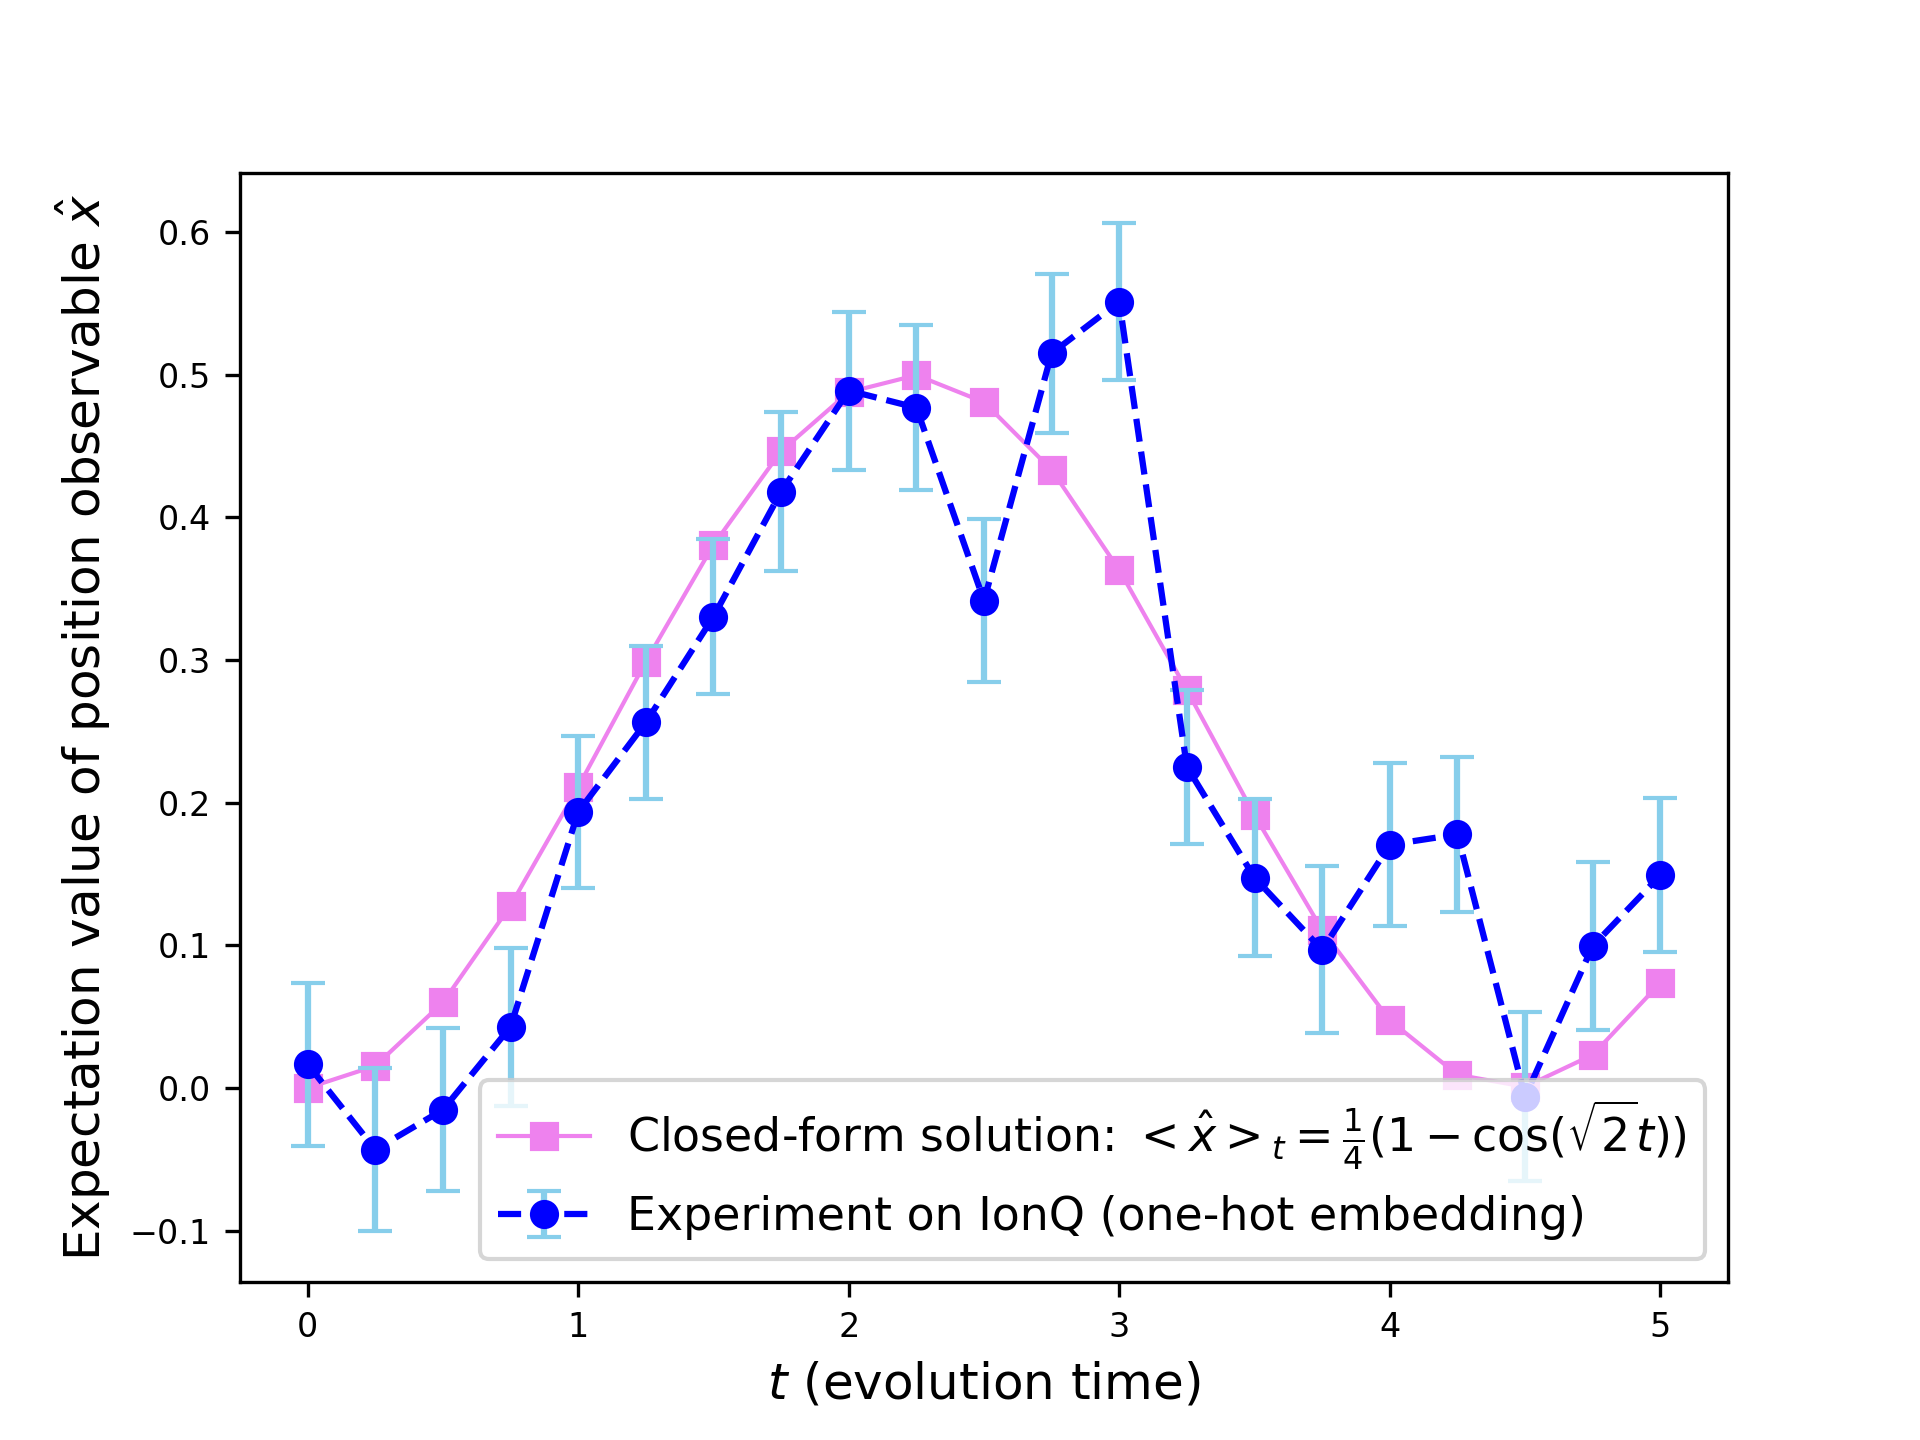 Expectation value of position observable x̂
0.6
0.5
0.4
0.3
0.2
0.1
0.0
−0.1
Closed-form solution: < x̂ >ₜ = 1/4(1 − cos(√2t))
Experiment on IonQ (one-hot embedding)
0 1 2 3 4 5
t (evolution time)